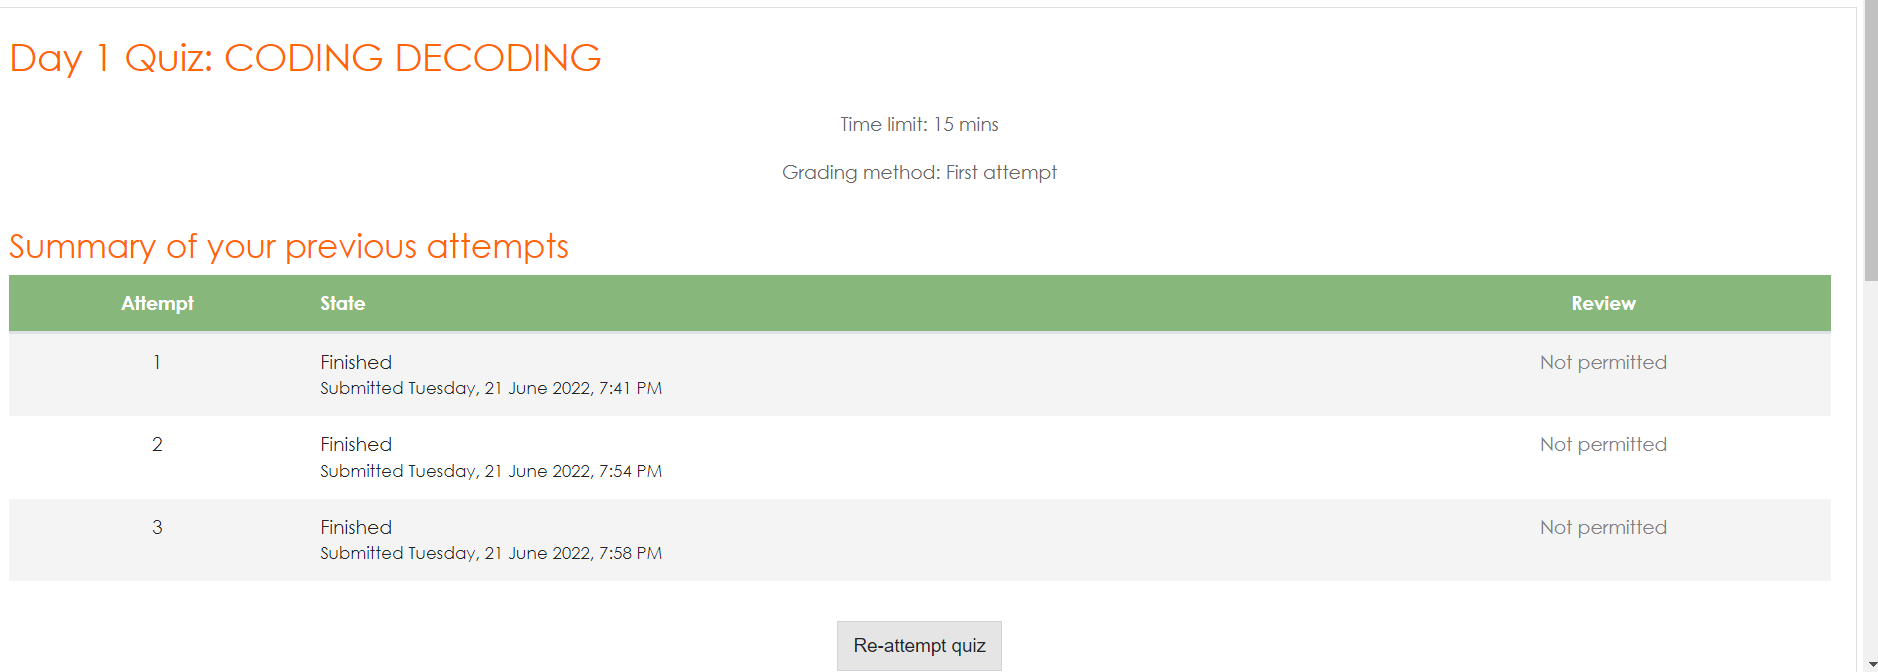 Day 1 Quiz: CODING DECODING
Time limit: 15 mins
Grading method: First attempt
Summary of your previous attempts
Attempt State Review
1 Finished Not permitted
Submitted Tuesday, 21 June 2022, 7:41 PM
2 Finished Not permitted
Submitted Tuesday, 21 June 2022, 7:54 PM
3 Finished Not permitted
Submitted Tuesday, 21 June 2022, 7:58 PM
Re-attempt quiz